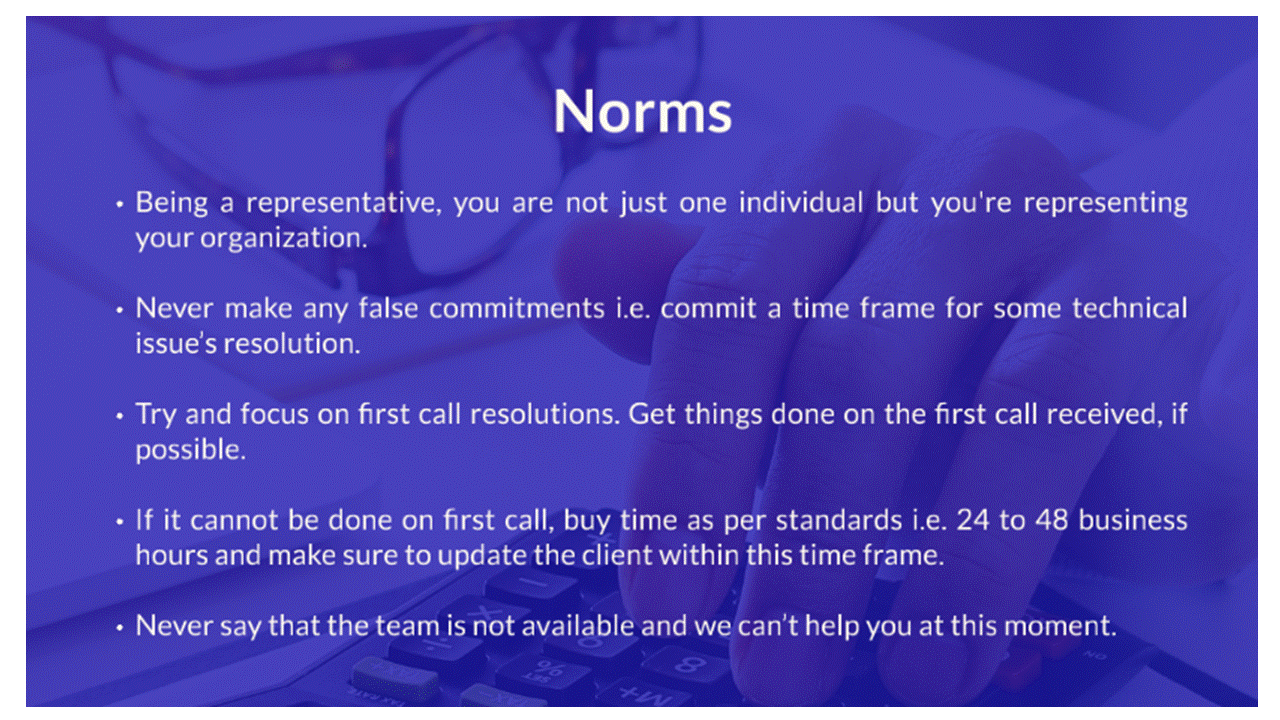 Norms
• Being a representative, you are not just one individual but you're representing
your organization.
• Never make any false commitments i.e. commit a time frame for some technical
issue’s resolution.
• Try and focus on first call resolutions. Get things done on the first call received, if
possible.
• If it cannot be done on first call, buy time as per standards i.e. 24 to 48 business
hours and make sure to update the client within this time frame.
• Never say that the team is not available and we can’t help you at this moment.